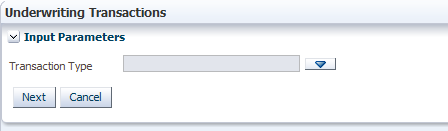 Underwriting Transactions
Input Parameters
Transaction Type
Next Cancel